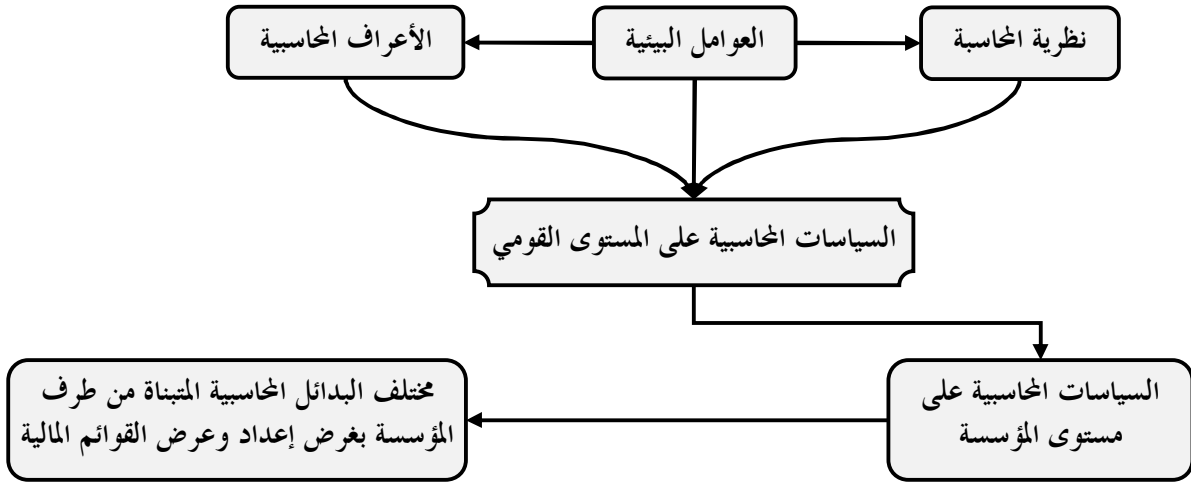 نظرية المحاسبة
العوامل البيئية
الأعراف المحاسبية
السياسات المحاسبية على المستوى القومي
السياسات المحاسبية على
مستوى المؤسسة
مختلف البدائل المحاسبية المتبناة من طرف
المؤسسة بغرض إعداد وعرض القوائم المالية